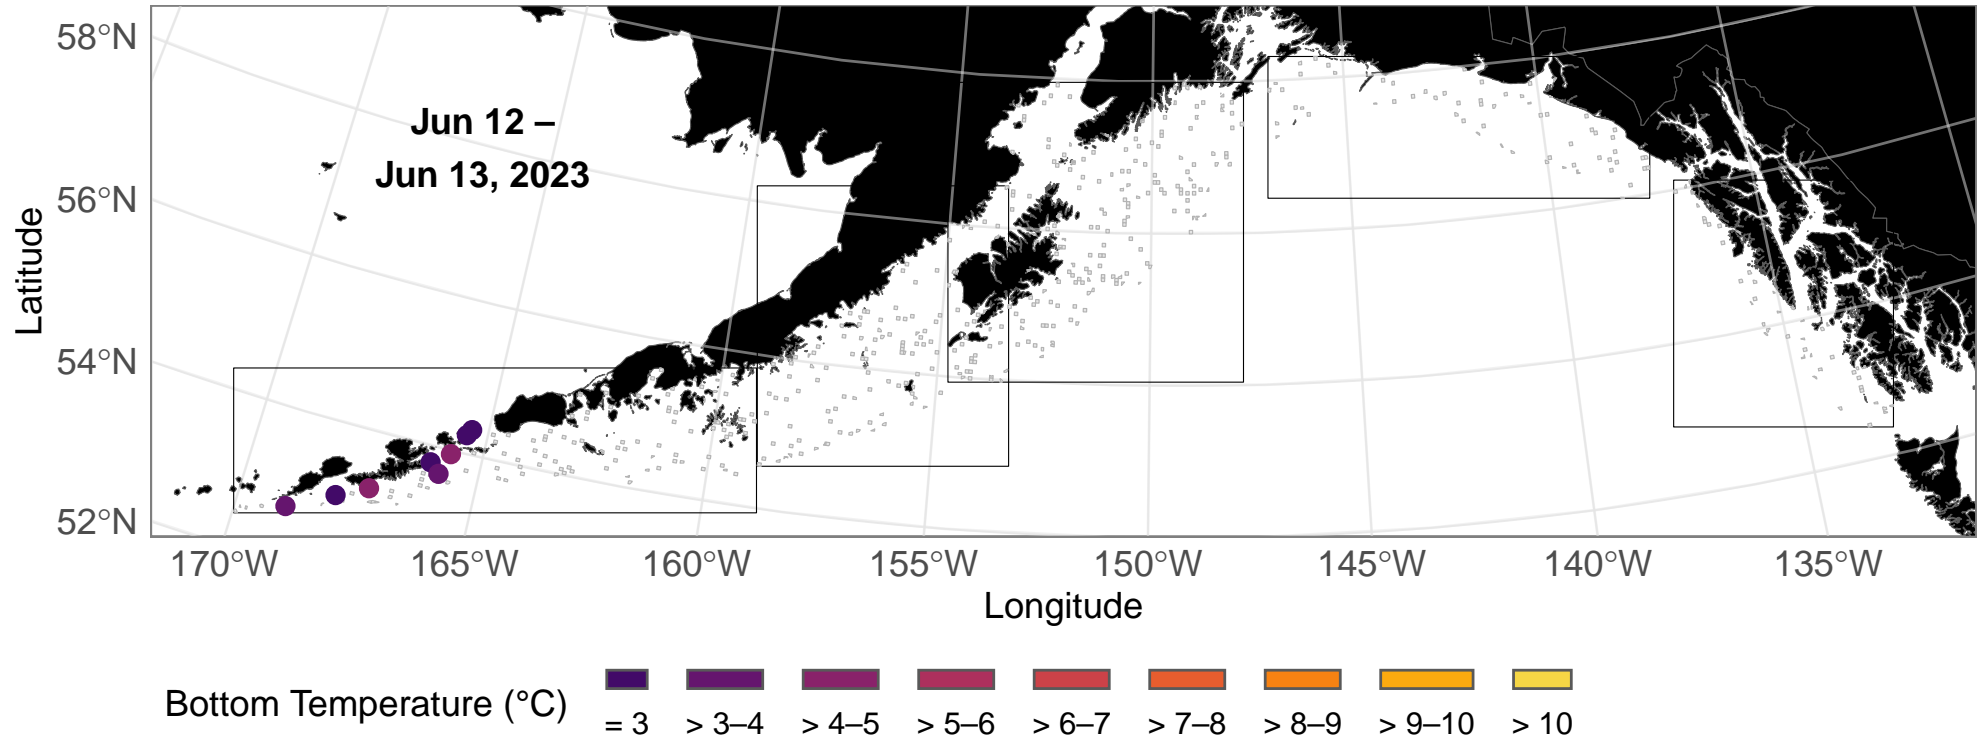 58°N
56°N
54°N
52°N
Latitude
Jun 12 –
Jun 13, 2023
170°W 165°W 160°W 155°W 150°W 145°W 140°W 135°W
Longitude
Bottom Temperature (°C)
= 3 > 3–4 > 4–5 > 5–6 > 6–7 > 7–8 > 8–9 > 9–10 > 10